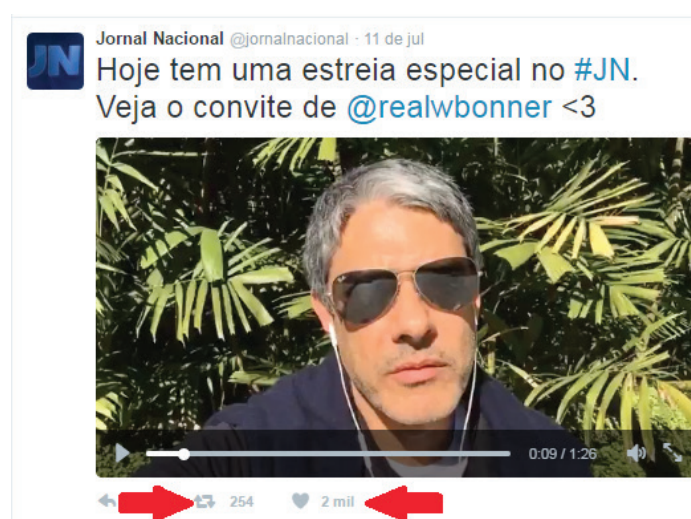 JN
Jornal Nacional @jornalnacional · 11 de jul
Hoje tem uma estreia especial no #JN.
Veja o convite de @realwbonner <3
0:09 / 1:26
254 2 mil